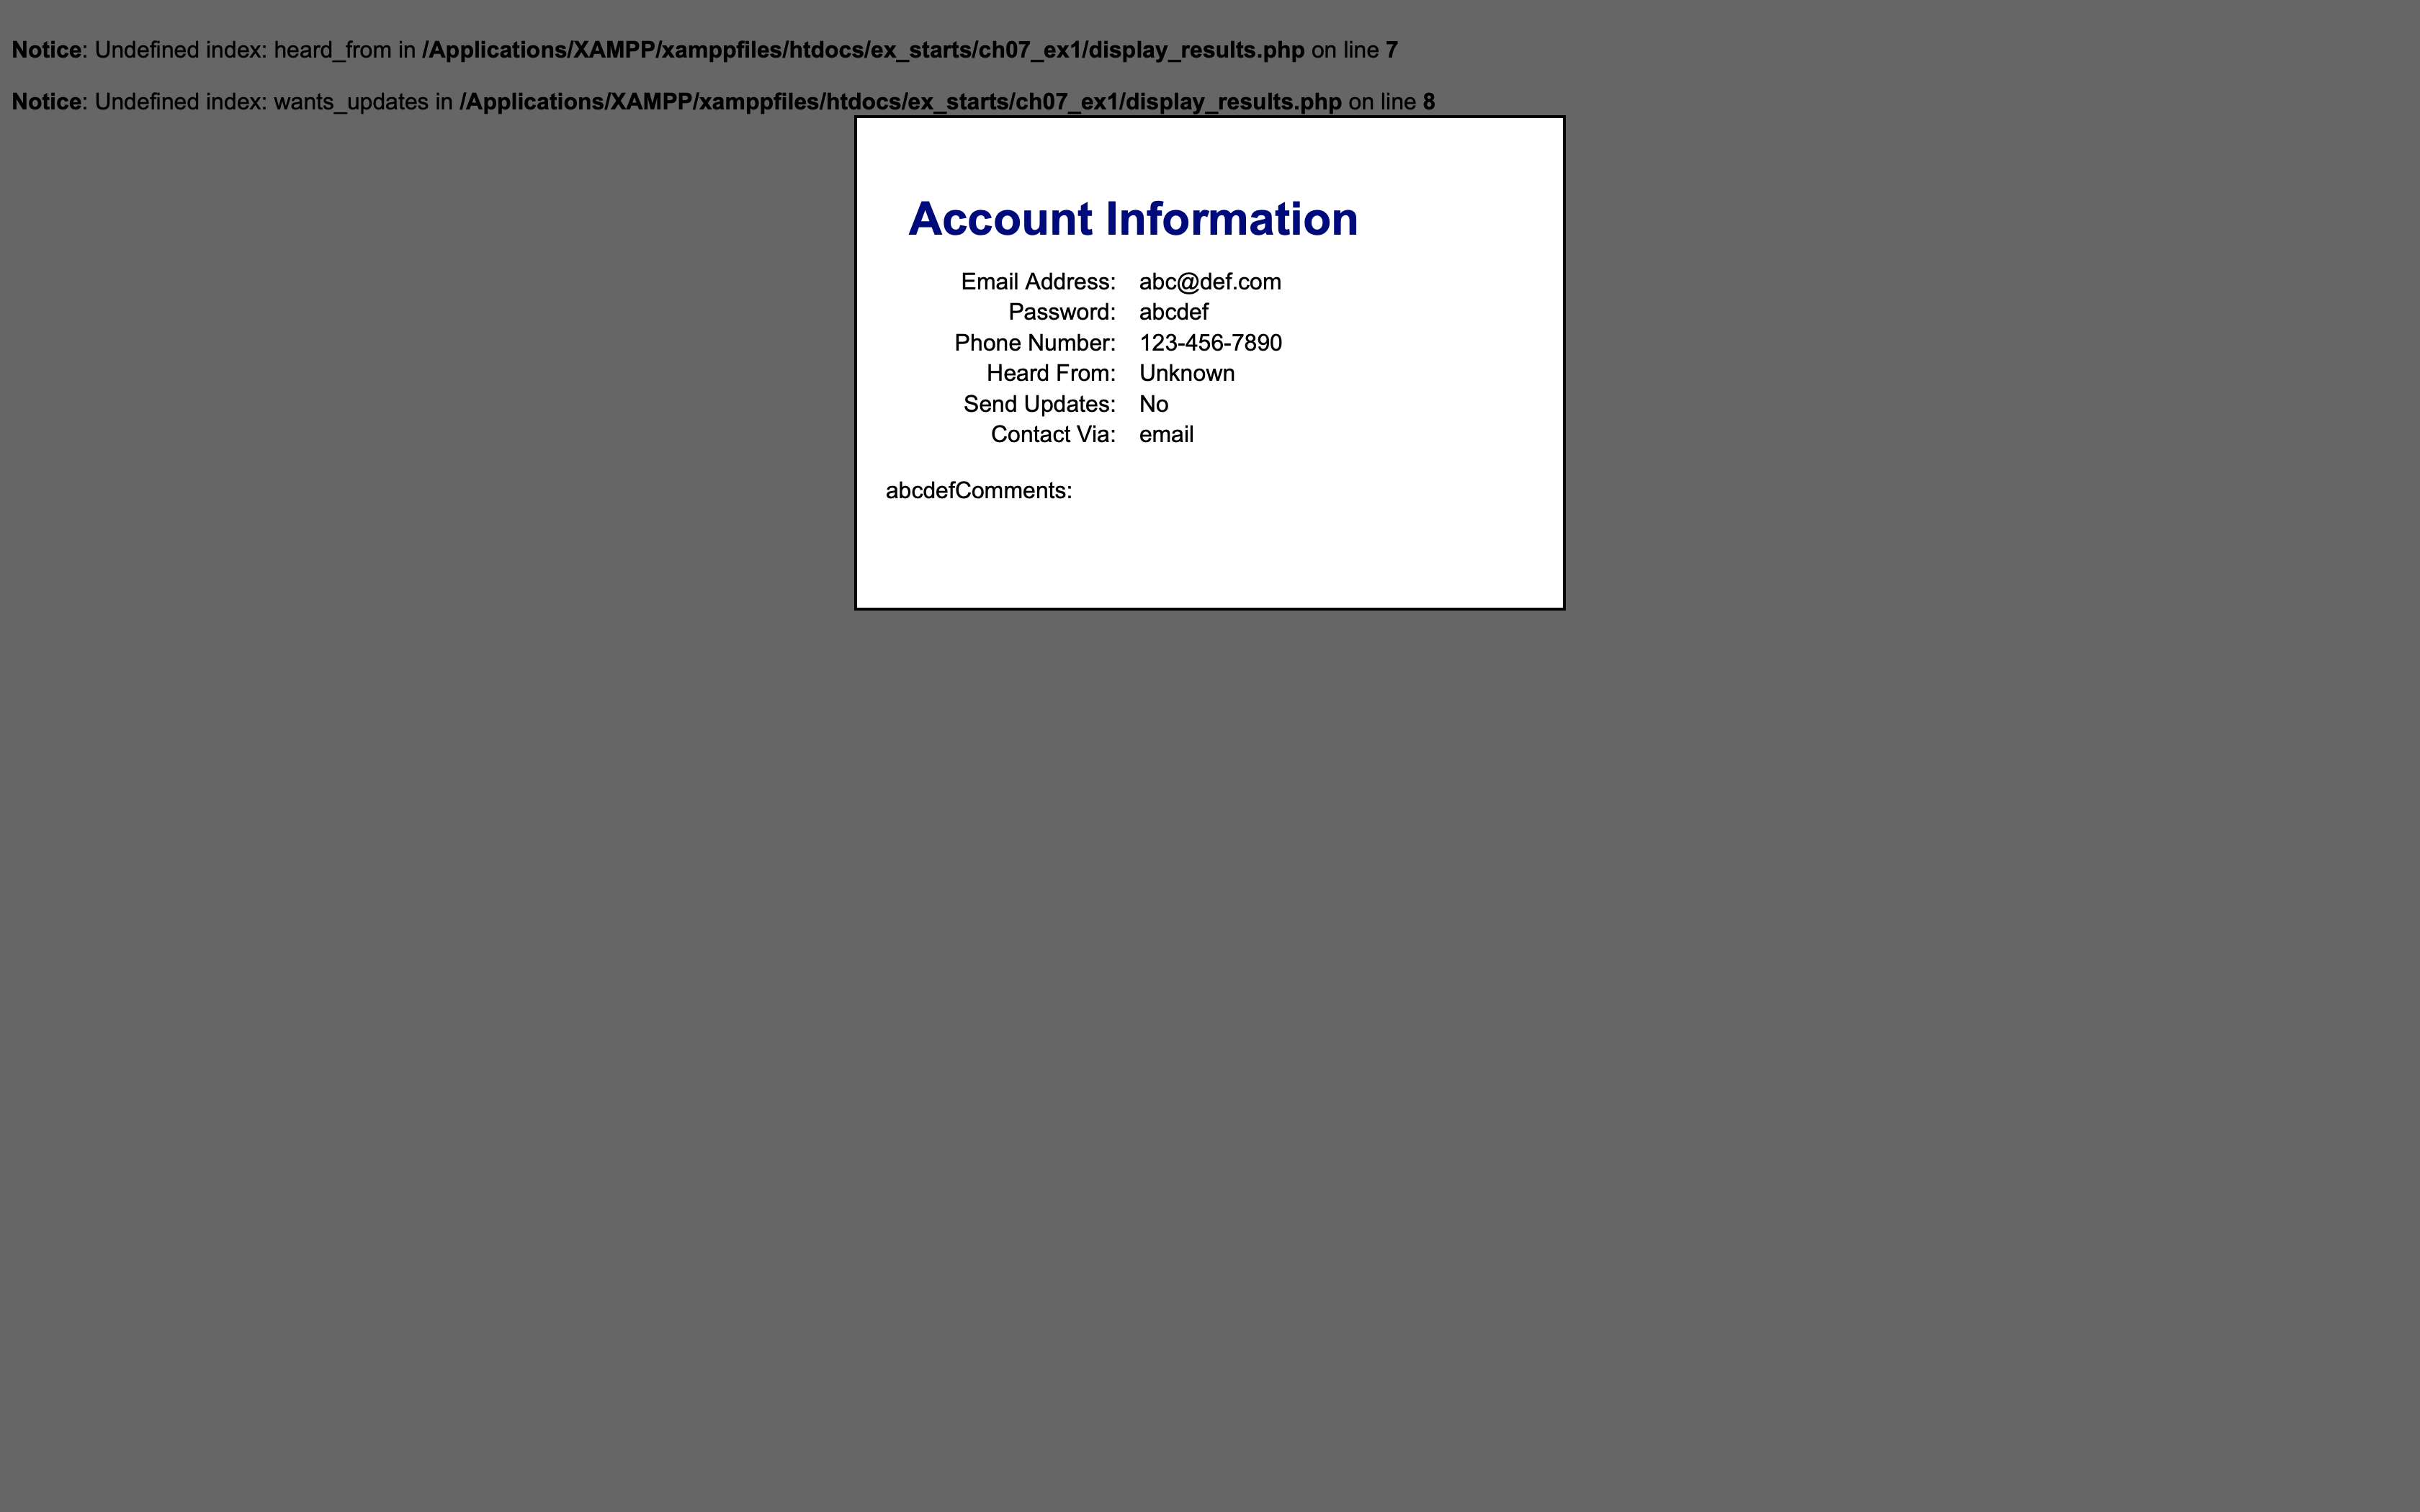 Notice: Undefined index: heard_from in /Applications/XAMPP/xamppfiles/htdocs/ex_starts/ch07_ex1/display_results.php on line 7
Notice: Undefined index: wants_updates in /Applications/XAMPP/xamppfiles/htdocs/ex_starts/ch07_ex1/display_results.php on line 8
Account Information
Email Address: abc@def.com
Password: abcdef
Phone Number: 123-456-7890
Heard From: Unknown
Send Updates: No
Contact Via: email
abcdefComments: